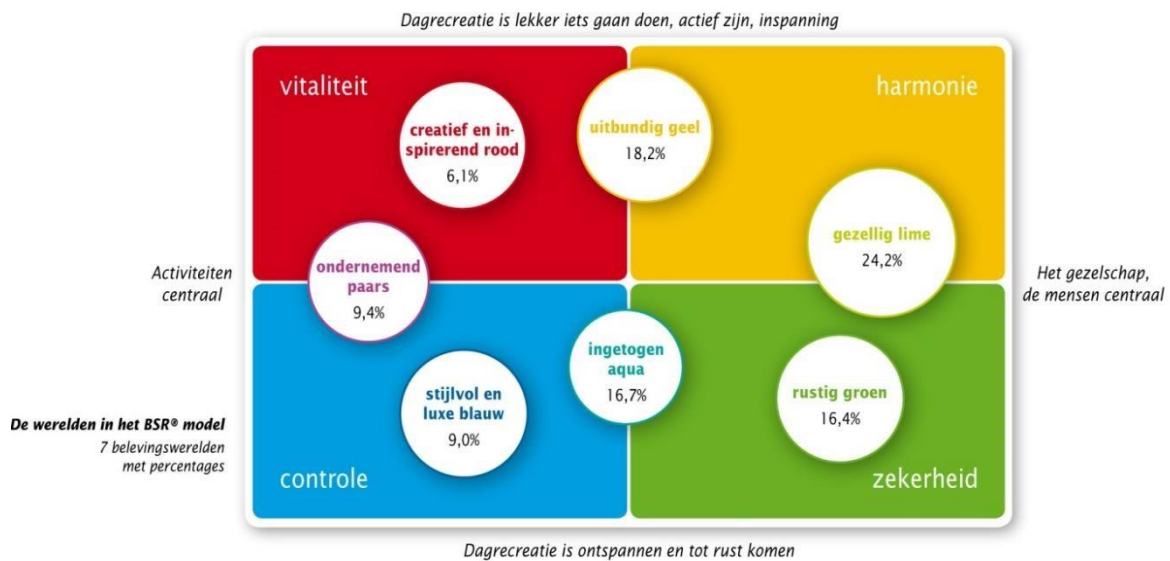 Dagrecreatie is lekker iets gaan doen, actief zijn, inspanning
vitaliteit
harmonie
creatief en in-
spirerend rood
6,1%
uitbundig geel
18,2%
gezellig lime
24,2%
Activiteiten
centraal
ondernemend
paars
9,4%
Het gezelschap,
de mensen centraal
ingetogen
aqua
16,7%
stijlvol en
luxe blauw
9,0%
rustig groen
16,4%
De werelden in het BSR® model
7 belevingswerelden
met percentages
controle
zekerheid
Dagrecreatie is ontspannen en tot rust komen